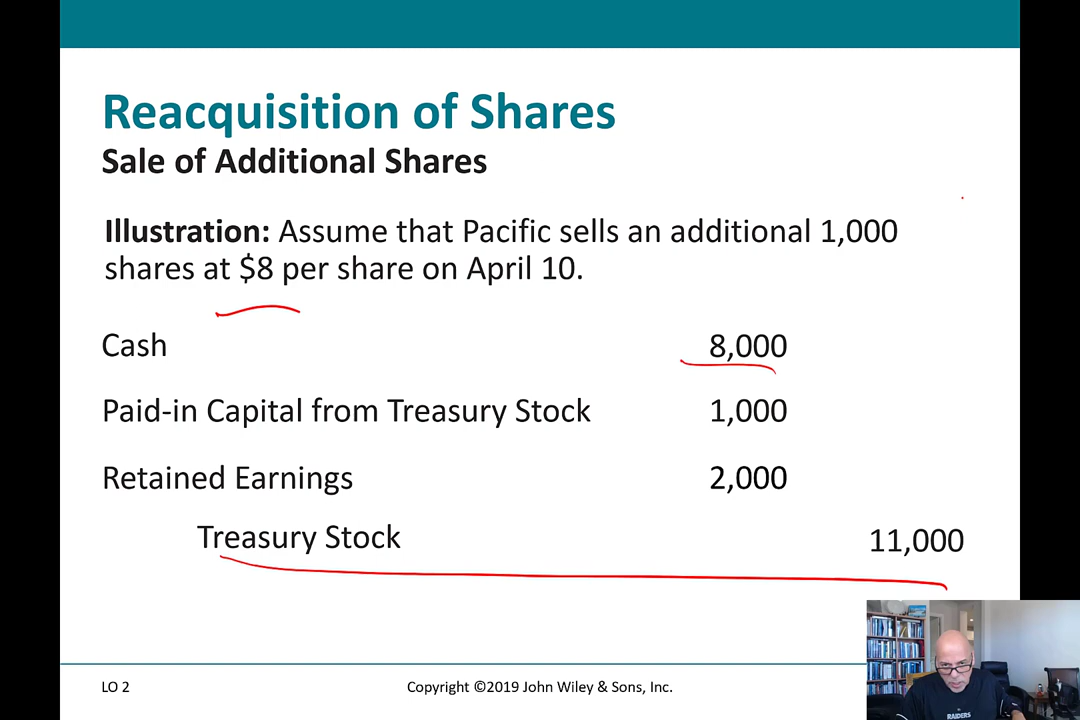 Reacquisition of Shares
Sale of Additional Shares
Illustration: Assume that Pacific sells an additional 1,000
shares at $8 per share on April 10.
Cash 8,000
Paid-in Capital from Treasury Stock 1,000
Retained Earnings 2,000
Treasury Stock 11,000
LO 2 Copyright ©2019 John Wiley & Sons, Inc.
RAIDERS